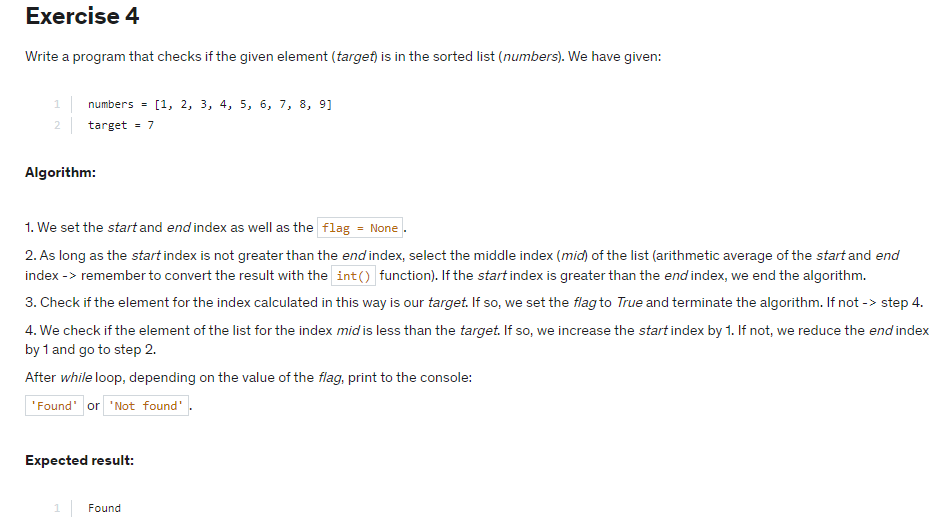 Exercise 4
Write a program that checks if the given element (target) is in the sorted list (numbers). We have given:
1 numbers = [1, 2, 3, 4, 5, 6, 7, 8, 9]
2 target = 7
Algorithm:
1. We set the start and end index as well as the flag = None.
2. As long as the start index is not greater than the end index, select the middle index (mid) of the list (arithmetic average of the start and end
index -> remember to convert the result with the int() function). If the start index is greater than the end index, we end the algorithm.
3. Check if the element for the index calculated in this way is our target. If so, we set the flag to True and terminate the algorithm. If not -> step 4.
4. We check if the element of the list for the index mid is less than the target. If so, we increase the start index by 1. If not, we reduce the end index
by 1 and go to step 2.
After while loop, depending on the value of the flag, print to the console:
'Found' or 'Not found'.
Expected result:
1 Found